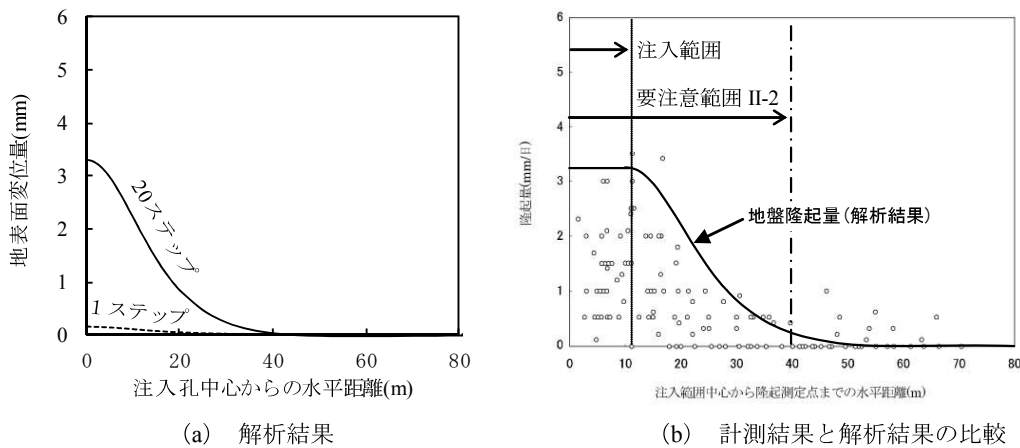 6
5
4
3
2
1
0
地表面変位量(mm)
20ステップ
1 ステップ
0 20 40 60 80
注入孔中心からの水平距離(m)
(a) 解析結果
6
5
4
3
2
1
0
隆起量(mm/日)
注入範囲
要注意範囲 II-2
地盤隆起量(解析結果)
0 10 20 30 40 50 60 70 80
注入範囲中心から隆起測定点までの水平距離(m)
(b) 計測結果と解析結果の比較